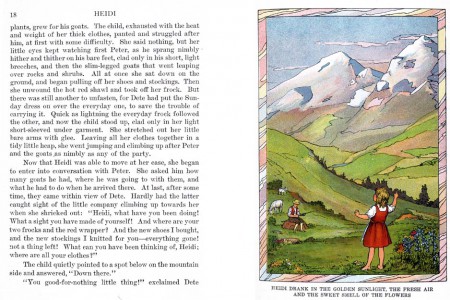 18 HEIDI
plants, grew for his goats. The child, exhausted with the heat
and weight of her thick clothes, panted and struggled after
him, at first with some difficulty. She said nothing, but her
little eyes kept watching first Peter, as he sprang nimbly
hither and thither on his bare feet, clad only in his short, light
breeches, and then the slim-legged goats that went leaping
over rocks and shrubs. All at once she sat down on the
ground, and began pulling off her shoes and stockings. Then
she unwound the hot red shawl and took off her frock. But
there was still another to unfasten, for Dete had put the Sun-
day dress on over the everyday one, to save the trouble of
carrying it. Quick as lightning the everyday frock followed
the other, and now the child stood up, clad only in her light
short-sleeved under garment. She stretched out her little
bare arms with glee. Leaving all her clothes together in a
tidy little heap, she went jumping and climbing up after Peter
and the goats as nimbly as any of the party.
Now that Heidi was able to move at her ease, she began
to enter into conversation with Peter. She asked him how
many goats he had, where he was going to with them, and
what he had to do when he arrived there. At last, after some
time, they came within view of Dete. Hardly had the latter
caught sight of the little company climbing up towards her
when she shrieked out: "Heidi, what have you been doing!
What a sight you have made of yourself! And where are your
two frocks and the red wrapper? And the new shoes I bought,
and the new stockings I knitted for you—everything gone!
not a thing left! What can you have been thinking of, Heidi;
where are all your clothes?"
The child quietly pointed to a spot below on the mountain
side and answered, "Down there."
"You good-for-nothing little thing!" exclaimed Dete
HEIDI DRANK IN THE GOLDEN SUNLIGHT, THE FRESH AIR
AND THE SWEET SMELL OF THE FLOWERS